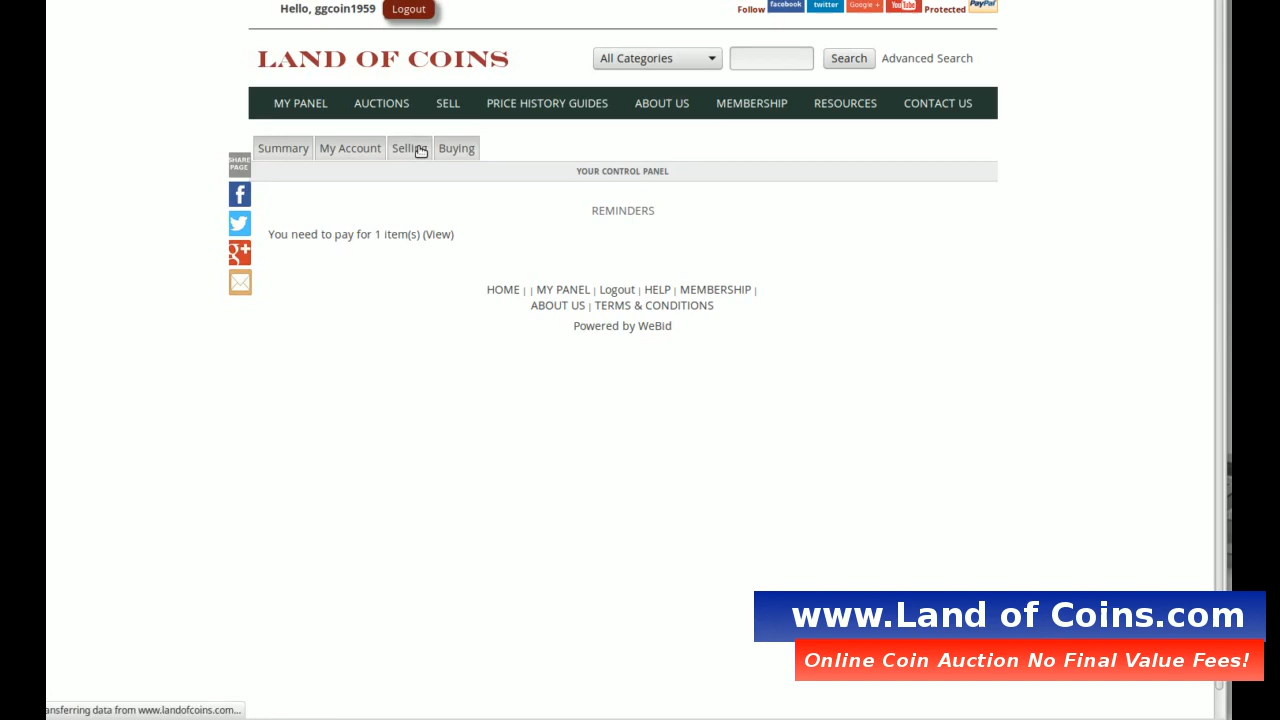 Hello, ggcoin1959 Logout Follow facebook twitter Google + YouTube Protected PayPal
LAND OF COINS All Categories Search Advanced Search
MY PANEL AUCTIONS SELL PRICE HISTORY GUIDES ABOUT US MEMBERSHIP RESOURCES CONTACT US
Summary My Account Selling Buying
SHARE
PAGE
YOUR CONTROL PANEL
REMINDERS
You need to pay for 1 item(s) (View)
HOME | | MY PANEL | Logout | HELP | MEMBERSHIP |
ABOUT US | TERMS & CONDITIONS
Powered by WeBid
www.Land of Coins.com
Online Coin Auction No Final Value Fees!
ansferring data from www.landofcoins.com...